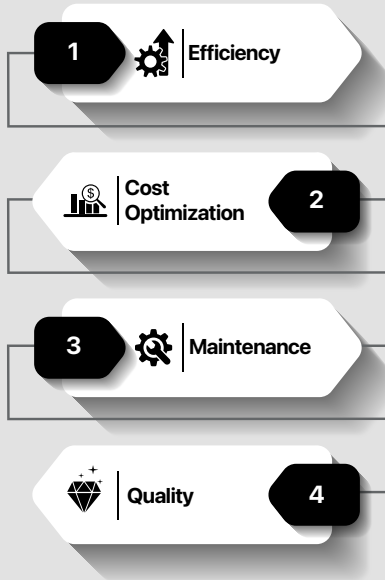 1
Efficiency
Cost
Optimization
2
$
3
Maintenance
Quality
4